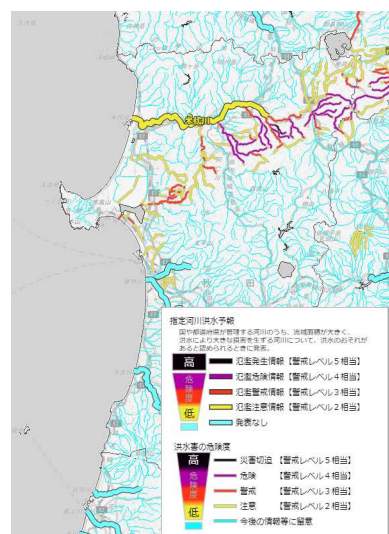 米代川
秋
田
指定河川洪水予報
国や都道府県が管理する河川のうち、流域面積が大きく、
洪水により大きな損害を生ずる河川について、洪水のおそれが
あると認められるときに発表。
高
危険度
低
氾濫発生情報【警戒レベル5相当】
氾濫危険情報【警戒レベル4相当】
氾濫警戒情報【警戒レベル3相当】
氾濫注意情報【警戒レベル2相当】
発表なし
洪水害の危険度
高
危険度
低
災害切迫 【警戒レベル5相当】
危険 【警戒レベル4相当】
警戒 【警戒レベル3相当】
注意 【警戒レベル2相当】
今後の情報等に留意